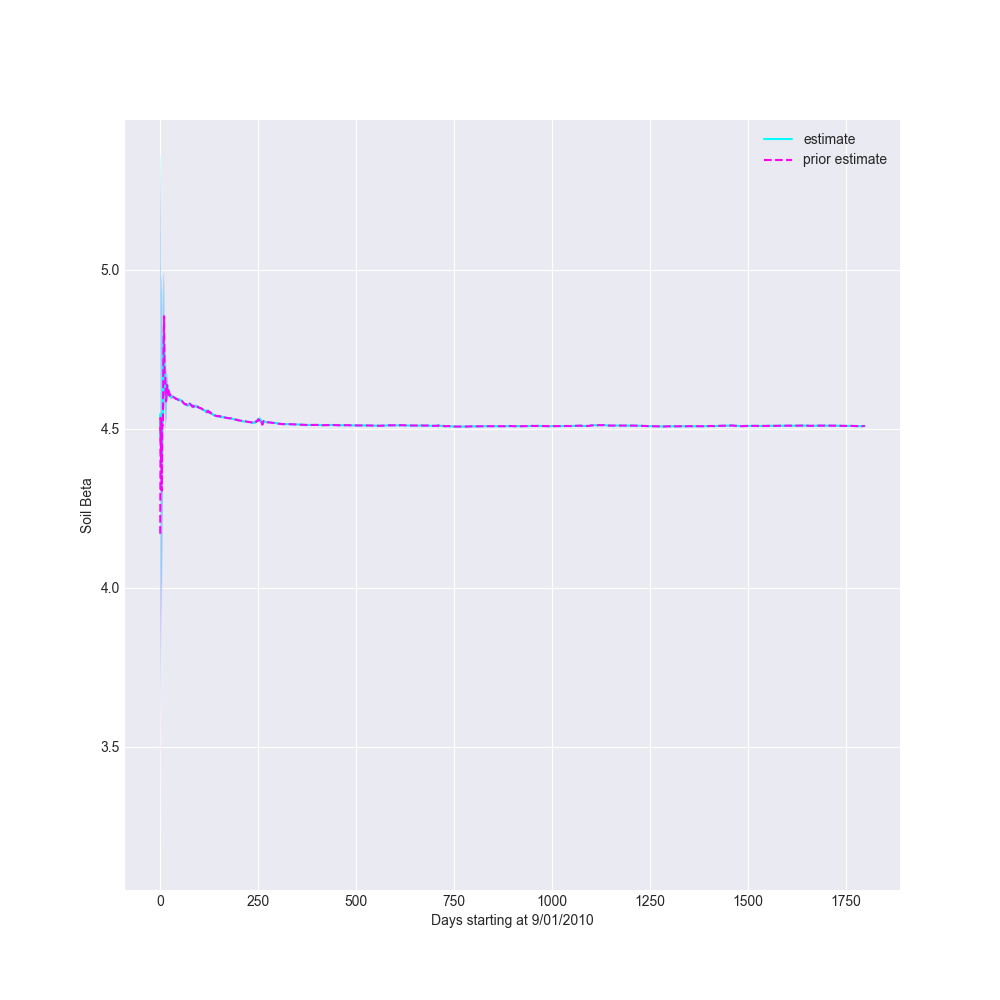 estimate
prior estimate
5.0
4.5
4.0
3.5
Soil Beta
0 250 500 750 1000 1250 1500 1750
Days starting at 9/01/2010